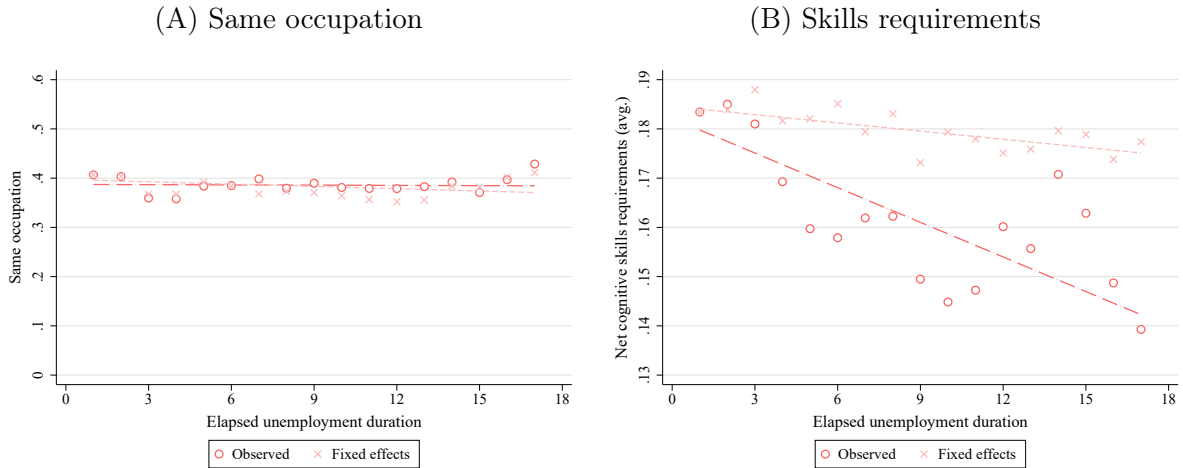 (A) Same occupation
Same occupation
.6
.5
.4
.3
.2
.1
0
0 3 6 9 12 15 18
Elapsed unemployment duration
Observed Fixed effects
(B) Skills requirements
Net cognitive skills requirements (avg.)
.19
.18
.17
.16
.15
.14
.13
0 3 6 9 12 15 18
Elapsed unemployment duration
Observed Fixed effects